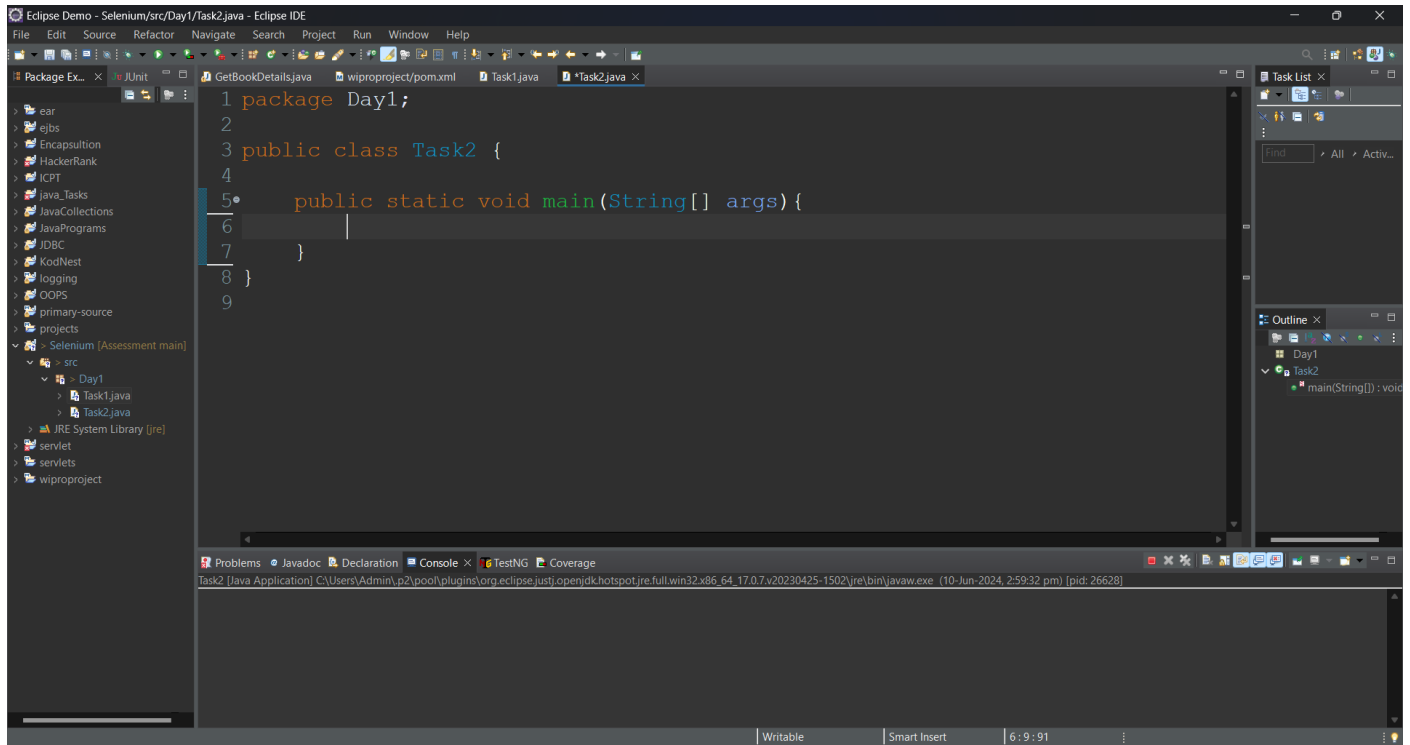 Eclipse Demo - Selenium/src/Day1/Task2.java - Eclipse IDE
File Edit Source Refactor Navigate Search Project Run Window Help
Package Ex... JUnit
GetBookDetails.java wiproproject/pom.xml Task1.java *Task2.java
Task List
ear
ejbs
Encapsultion
HackerRank
ICPT
java_Tasks
JavaCollections
JavaPrograms
JDBC
KodNest
logging
OOPS
primary-source
projects
> Selenium [Assessment main]
> src
> Day1
Task1.java
Task2.java
JRE System Library [jre]
servlet
servlets
wiproproject
1 package Day1;
2
3 public class Task2 {
4
5 public static void main(String[] args){
6
7 }
8 }
9
Find All Activ...
Outline
Day1
Task2
main(String[]) : void
Problems Javadoc Declaration Console TestNG Coverage
Task2 [Java Application] C:\Users\Admin\.p2\pool\plugins\org.eclipse.justj.openjdk.hotspot.jre.full.win32.x86_64_17.0.7.v20230425-1502\jre\bin\javaw.exe (10-Jun-2024, 2:59:32 pm) [pid: 26628]
Writable Smart Insert 6 : 9 : 91